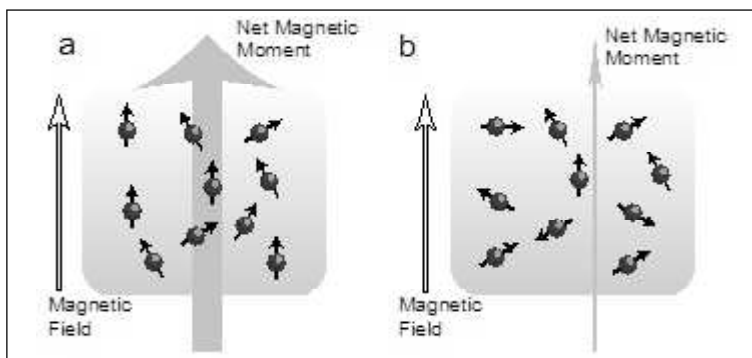 a
Net Magnetic
Moment
Magnetic
Field
b
Net Magnetic
Moment
Magnetic
Field